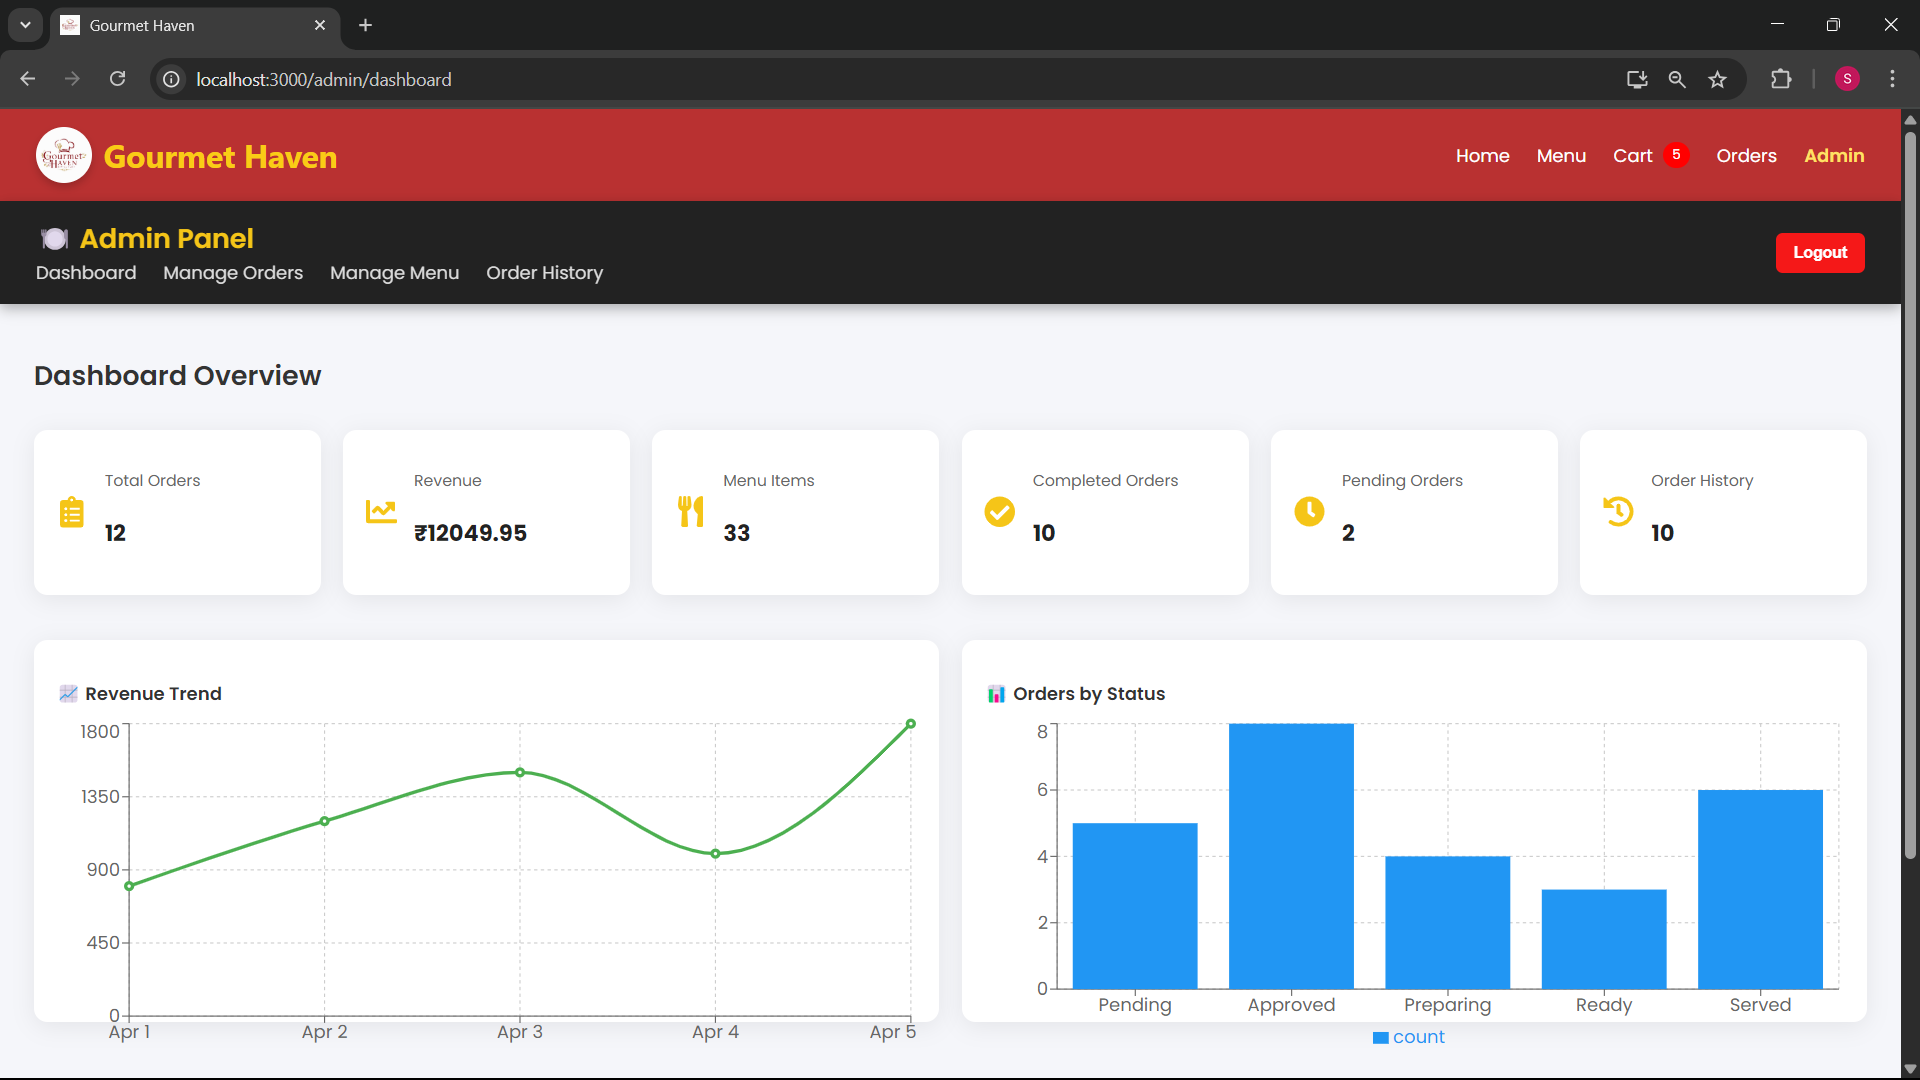 Gourmet Haven
localhost:3000/admin/dashboard
S
Gourmet
HAVEN
Gourmet Haven
Home Menu Cart 5 Orders Admin
Admin Panel
Dashboard Manage Orders Manage Menu Order History
Logout
Dashboard Overview
Total Orders
12
Revenue
₹12049.95
Menu Items
33
Completed Orders
10
Pending Orders
2
Order History
10
Revenue Trend
1800
1350
900
450
0
Apr 1 Apr 2 Apr 3 Apr 4 Apr 5
Orders by Status
8
6
4
2
0
Pending Approved Preparing Ready Served
count